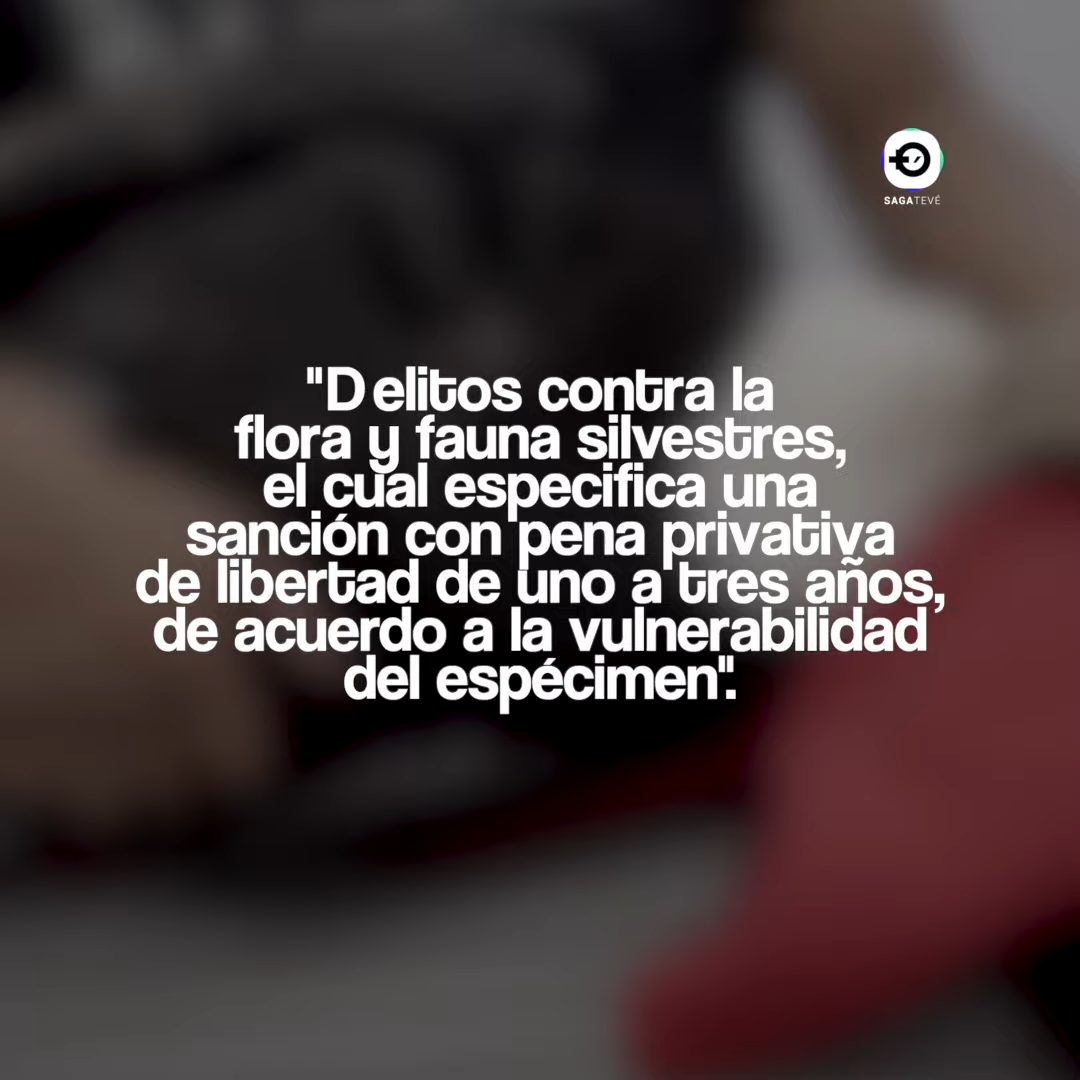 SAGATEVÉ
"Delitos contra la
flora y fauna silvestres,
el cual especifica una
sanción con pena privativa
de libertad de uno a tres años,
de acuerdo a la vulnerabilidad
del espécimen".